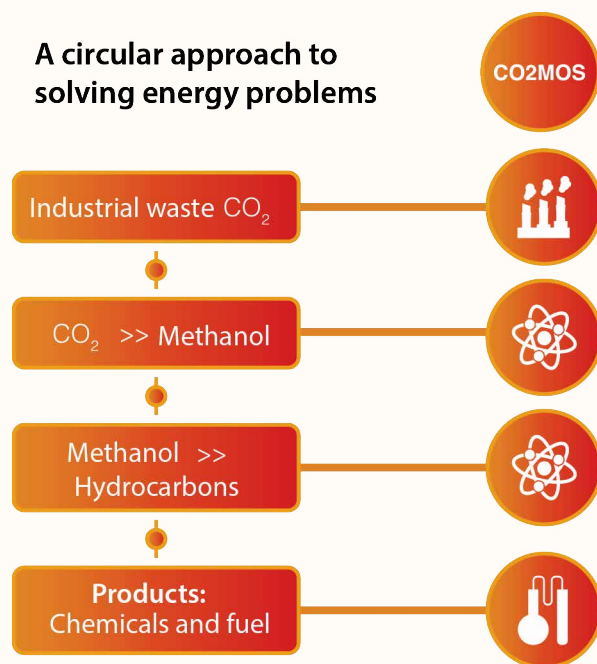 A circular approach to
solving energy problems
CO2MOS
Industrial waste CO₂
CO₂ >> Methanol
Methanol >>
Hydrocarbons
Products:
Chemicals and fuel